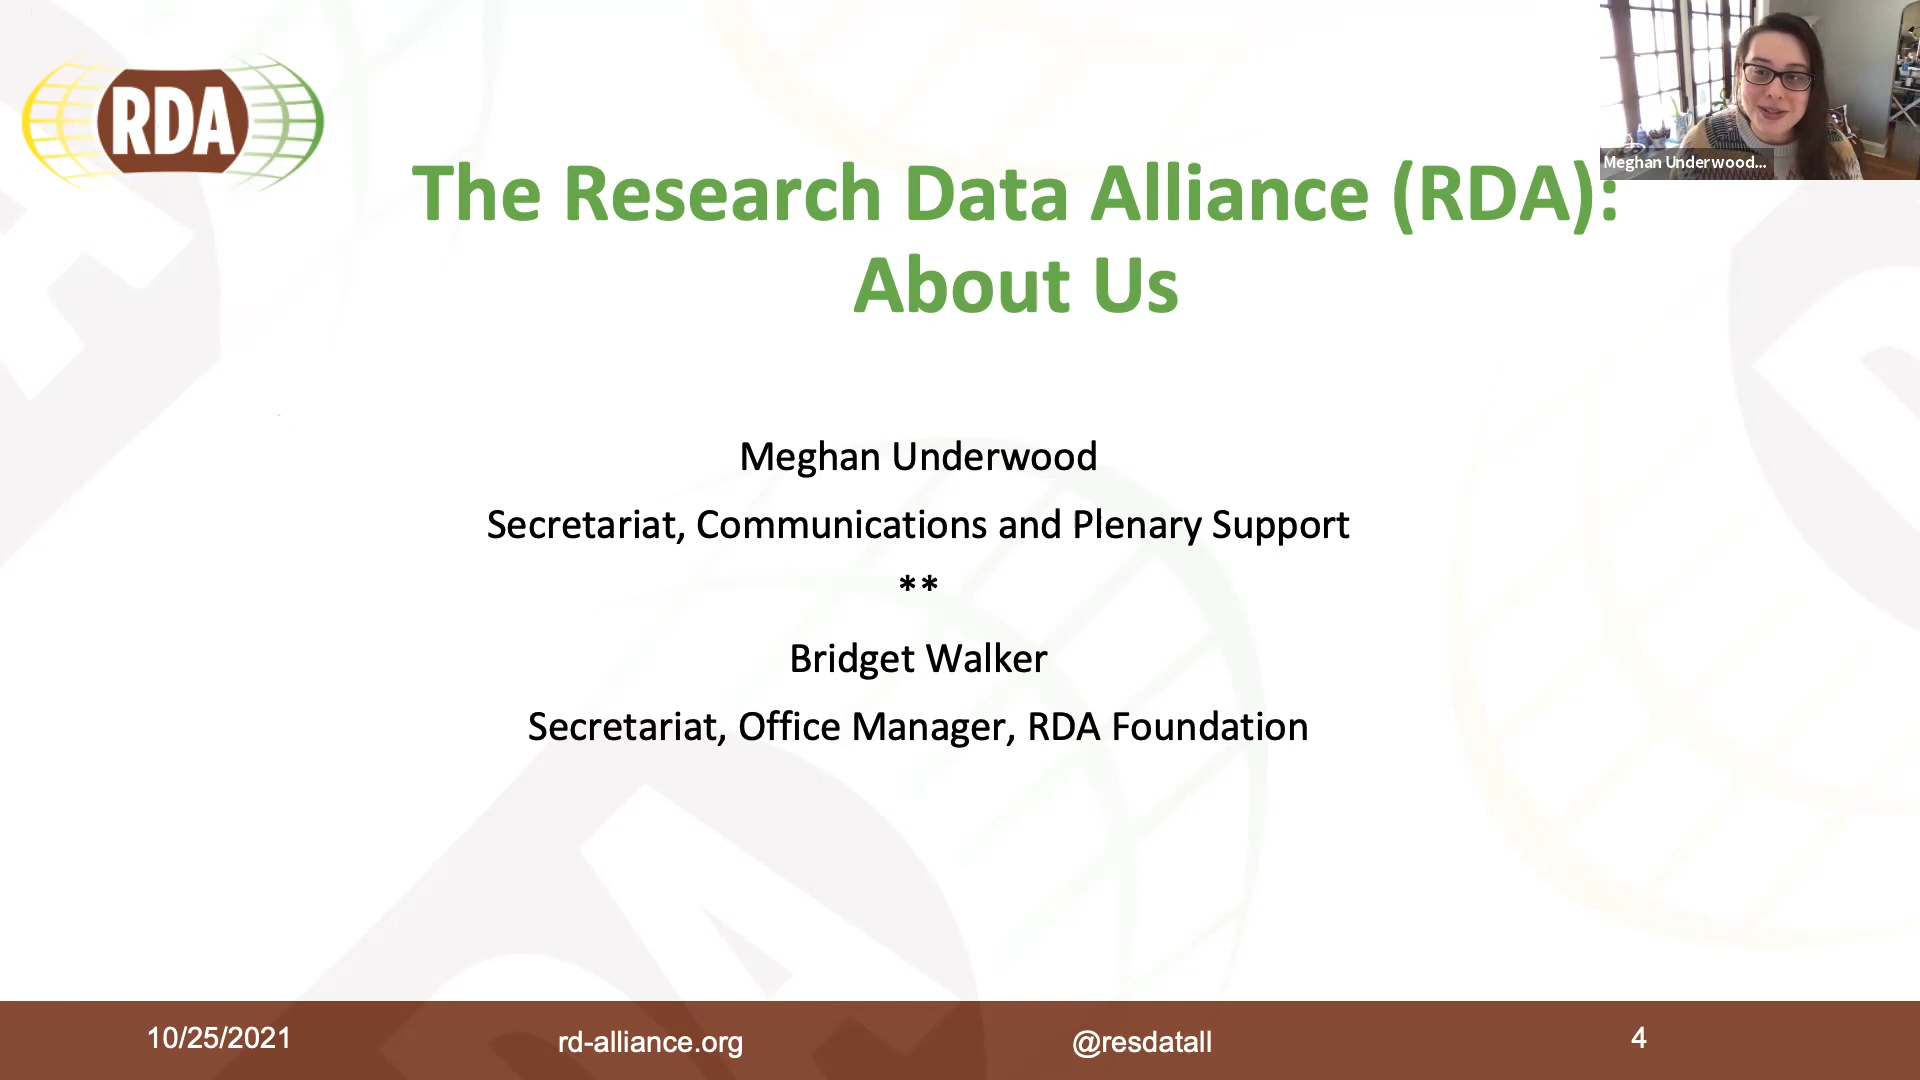 RDA
Meghan Underwood...
The Research Data Alliance (RDA):
About Us
Meghan Underwood
Secretariat, Communications and Plenary Support
**
Bridget Walker
Secretariat, Office Manager, RDA Foundation
10/25/2021
rd-alliance.org
@resdatall
4